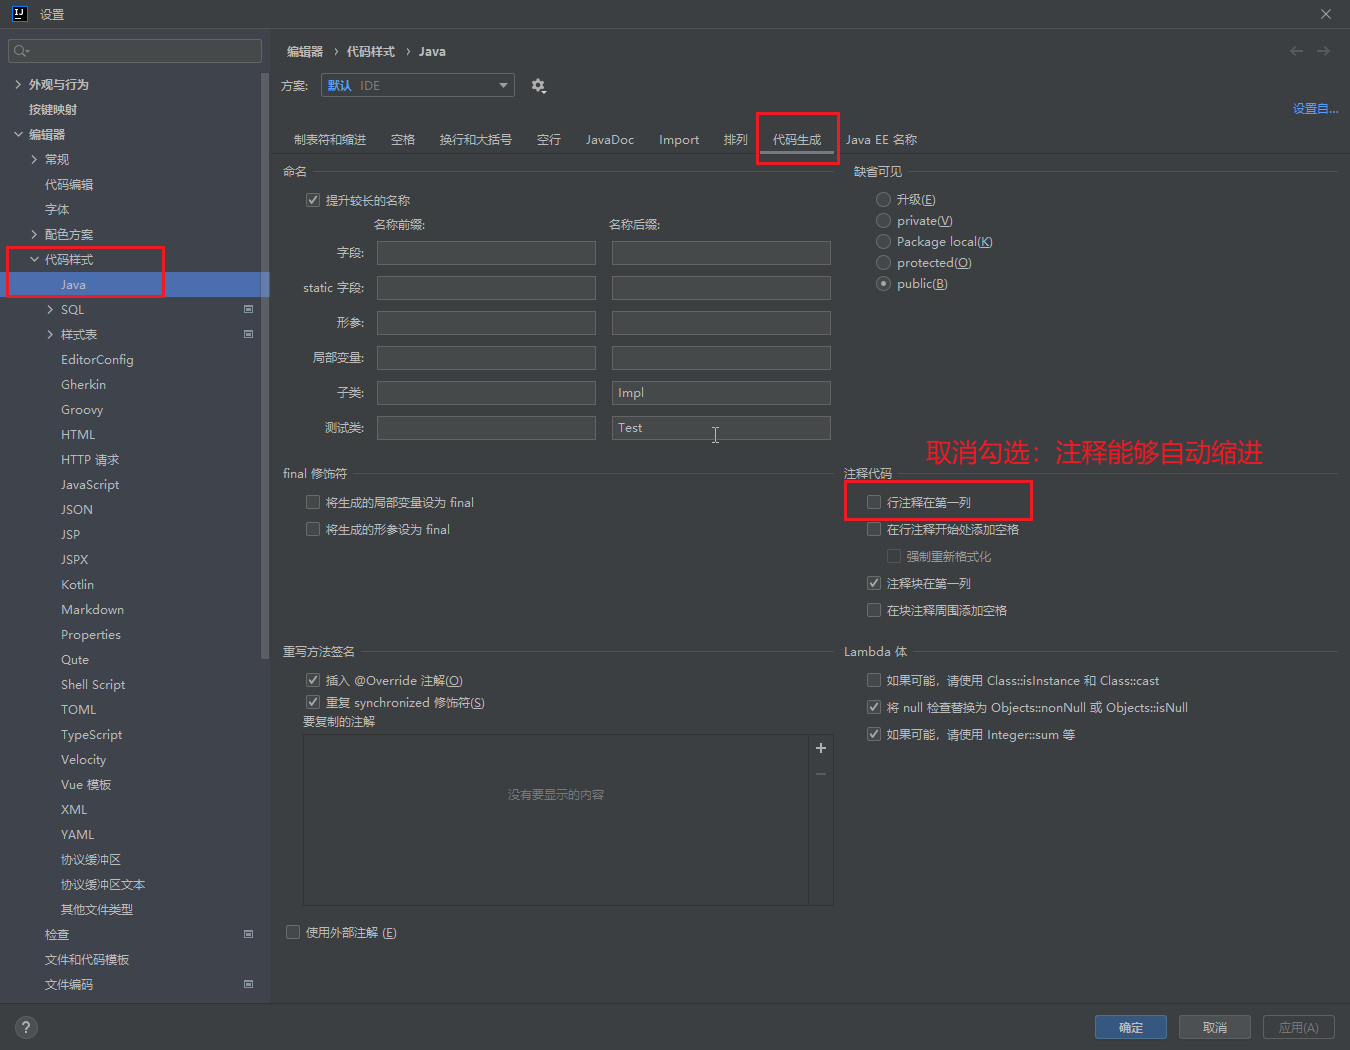 设置
外观与行为
按键映射
编辑器
常规
代码编辑
字体
配色方案
代码样式
Java
SQL
样式表
EditorConfig
Gherkin
Groovy
HTML
HTTP 请求
JavaScript
JSON
JSP
JSPX
Kotlin
Markdown
Properties
Qute
Shell Script
TOML
TypeScript
Velocity
Vue 模板
XML
YAML
协议缓冲区
协议缓冲区文本
其他文件类型
检查
文件和代码模板
文件编码
编辑器 › 代码样式 › Java
方案: 默认 IDE
设置自...
制表符和缩进 空格 换行和大括号 空行 JavaDoc Import 排列 代码生成 Java EE 名称
命名
提升较长的名称
名称前缀: 名称后缀:
字段:
static 字段:
形参:
局部变量:
子类: Impl
测试类: Test
缺省可见
升级(E)
private(V)
Package local(K)
protected(O)
public(B)
final 修饰符
将生成的局部变量设为 final
将生成的形参设为 final
取消勾选：注释能够自动缩进
注释代码
行注释在第一列
在行注释开始处添加空格
强制重新格式化
注释块在第一列
在块注释周围添加空格
重写方法签名
插入 @Override 注解(O)
重复 synchronized 修饰符(S)
要复制的注解
没有要显示的内容
Lambda 体
如果可能，请使用 Class::isInstance 和 Class::cast
将 null 检查替换为 Objects::nonNull 或 Objects::isNull
如果可能，请使用 Integer::sum 等
使用外部注解 (E)
?
确定 取消 应用(A)